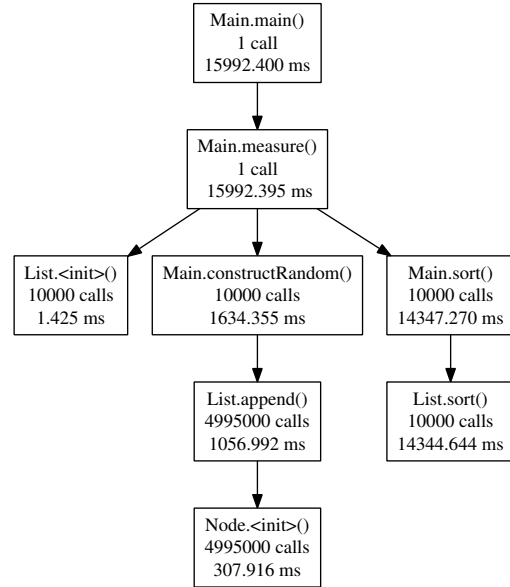 Main.main()
1 call
15992.400 ms
Main.measure()
1 call
15992.395 ms
List.<init>()
10000 calls
1.425 ms
Main.constructRandom()
10000 calls
1634.355 ms
Main.sort()
10000 calls
14347.270 ms
List.append()
4995000 calls
1056.992 ms
List.sort()
10000 calls
14344.644 ms
Node.<init>()
4995000 calls
307.916 ms